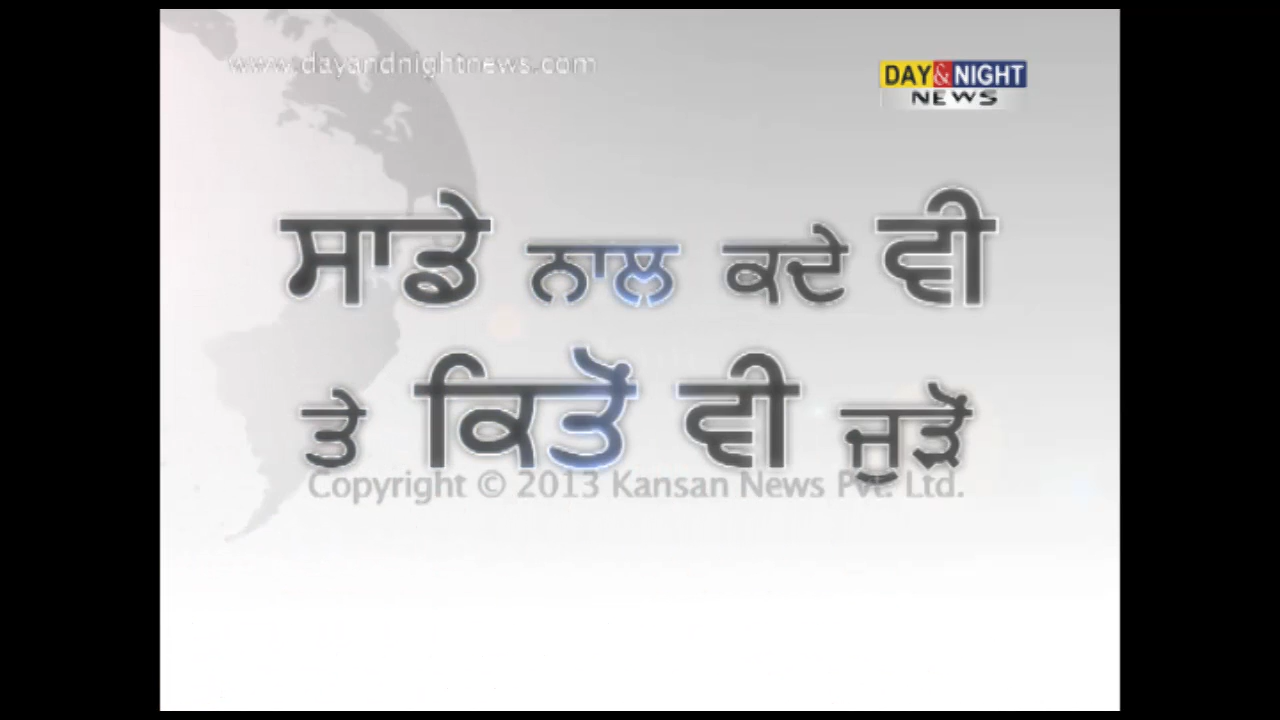 www.dayandnightnews.com
DAY&NIGHT
NEWS
ਸਾਡੇ ਨਾਲ ਕਦੇ ਵੀ
ਤੇ ਕਿਤੋਂ ਵੀ ਜੁੜੋਂ
Copyright © 2013 Kansan News Pvt. Ltd.